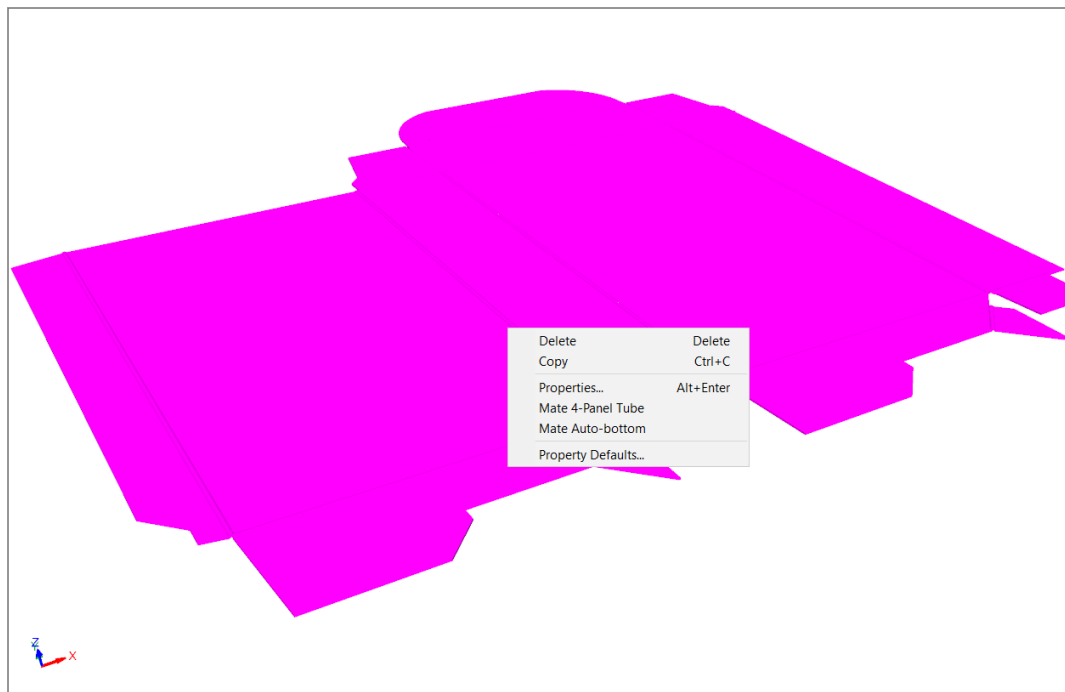 Delete Delete
Copy Ctrl+C
Properties... Alt+Enter
Mate 4-Panel Tube
Mate Auto-bottom
Property Defaults...
Z
X